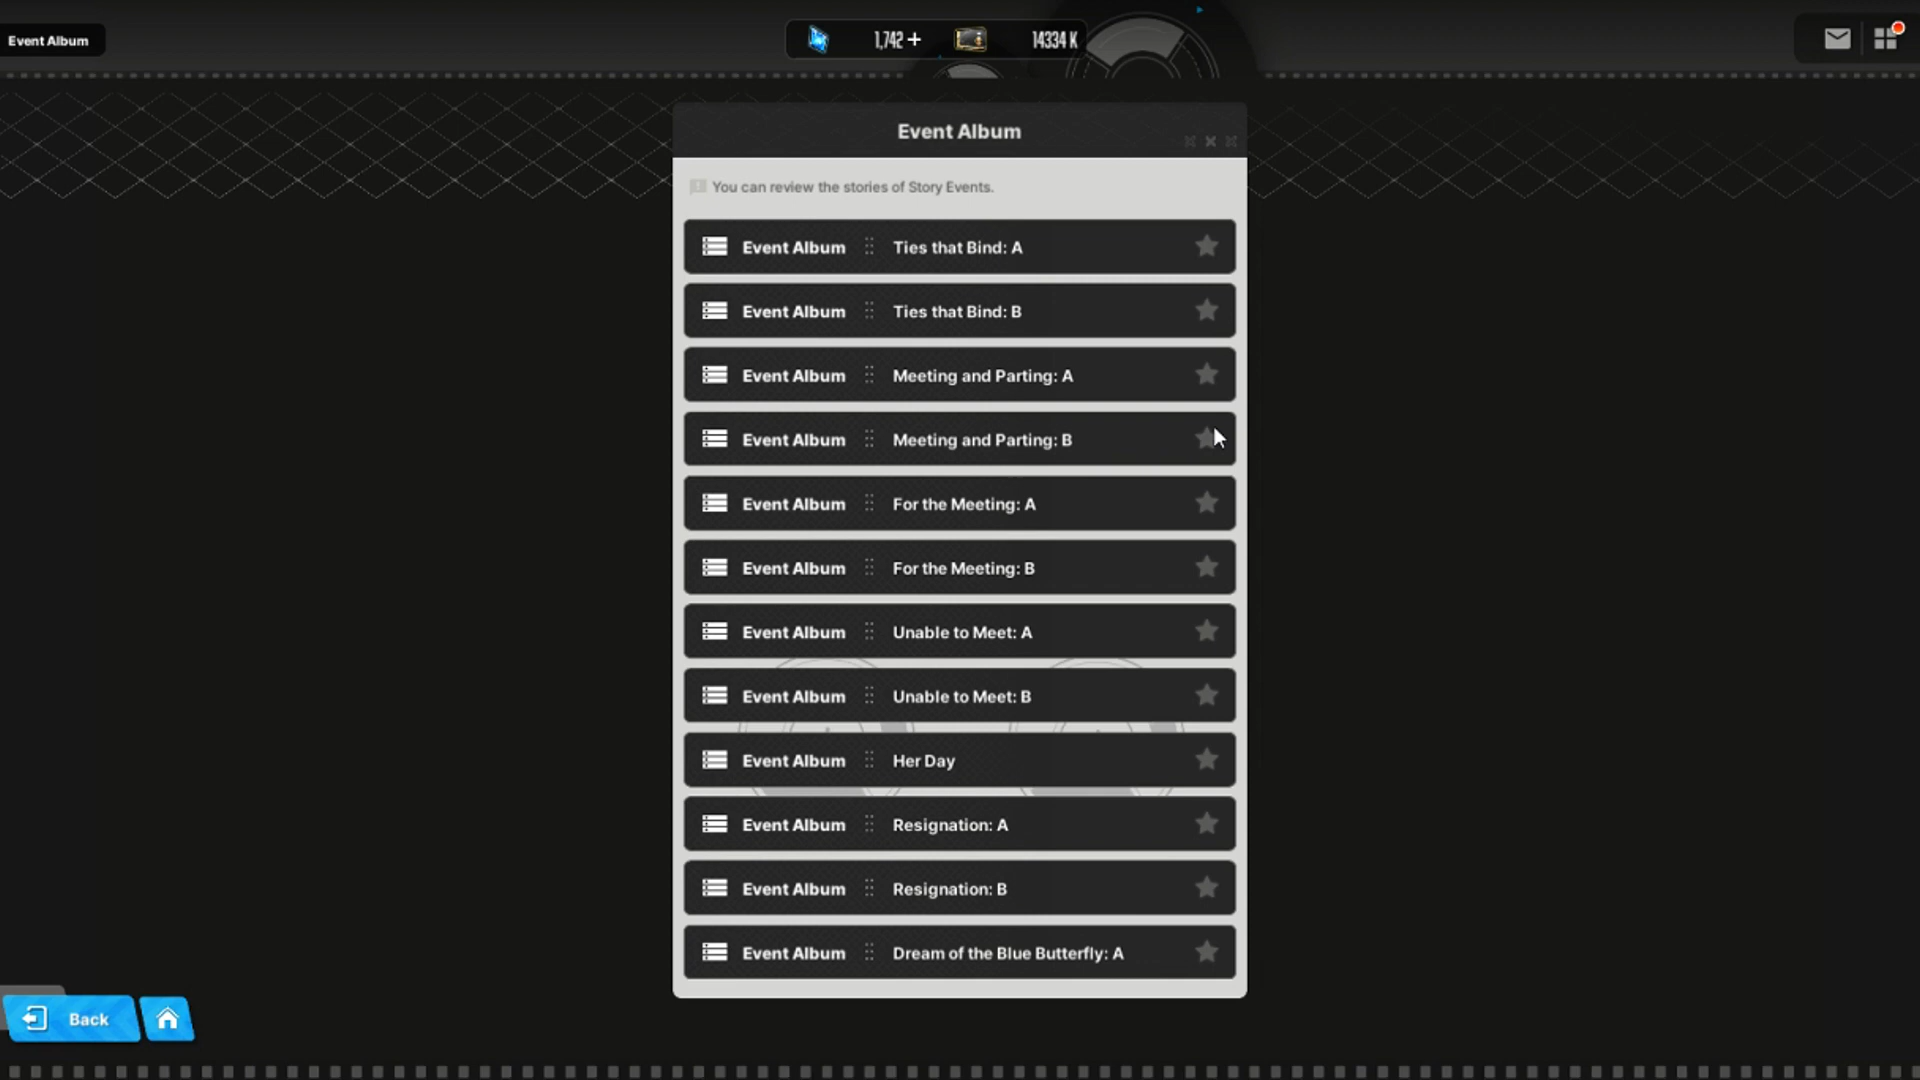 Event Album
1,742 +
14334 K
Event Album
You can review the stories of Story Events.
Event Album Ties that Bind: A
Event Album Ties that Bind: B
Event Album Meeting and Parting: A
Event Album Meeting and Parting: B
Event Album For the Meeting: A
Event Album For the Meeting: B
Event Album Unable to Meet: A
Event Album Unable to Meet: B
Event Album Her Day
Event Album Resignation: A
Event Album Resignation: B
Event Album Dream of the Blue Butterfly: A
Back